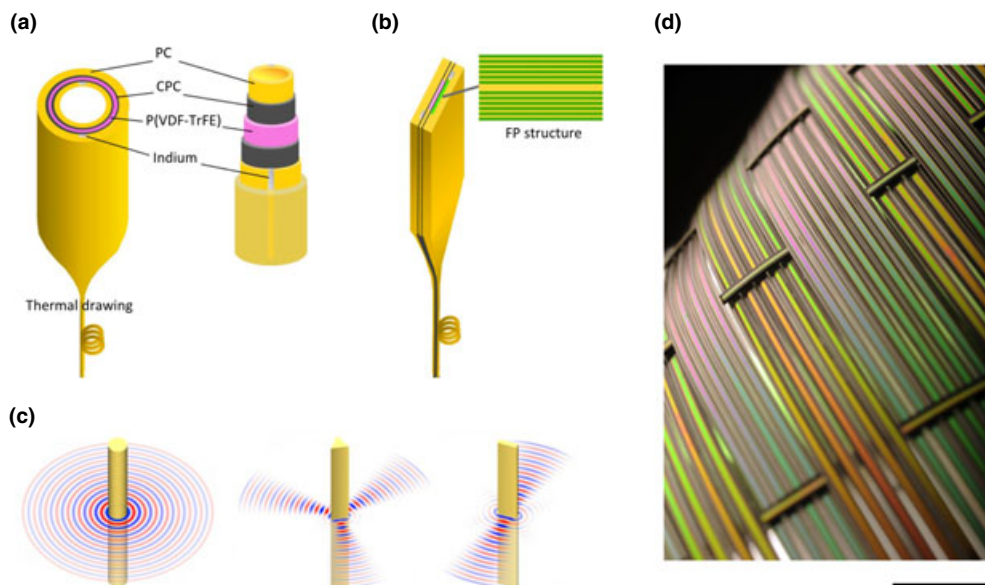 (a)
PC
CPC
P(VDF-TrFE)
Indium
Thermal drawing
(b)
FP structure
(c)
(d)